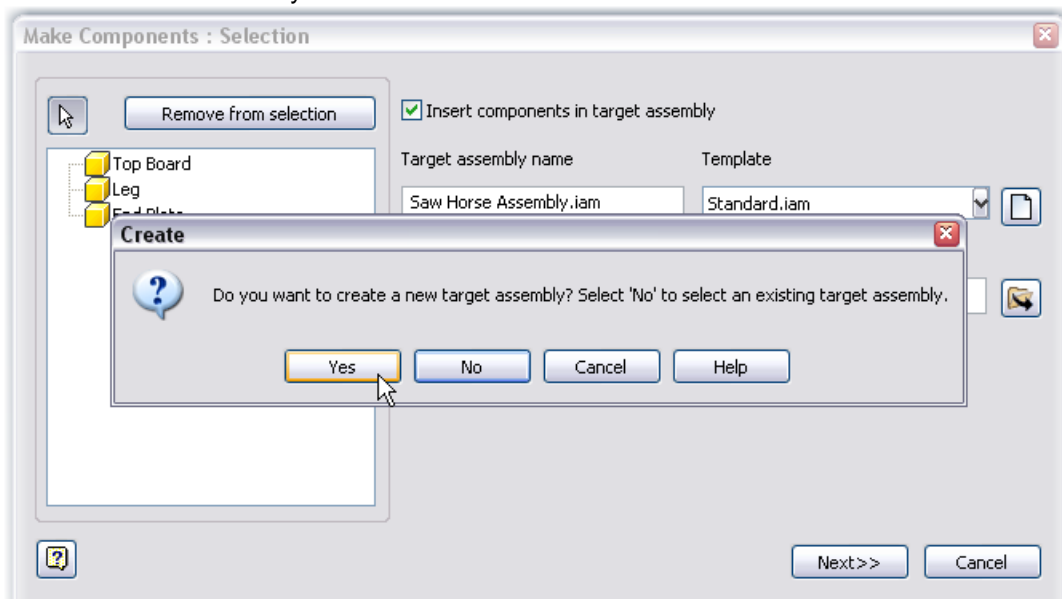 Make Components : Selection
Remove from selection
Insert components in target assembly
Top Board
Leg
End Plate
Target assembly name
Template
Saw Horse Assembly.iam
Standard.iam
Create
Do you want to create a new target assembly? Select 'No' to select an existing target assembly.
Yes
No
Cancel
Help
Next>>
Cancel